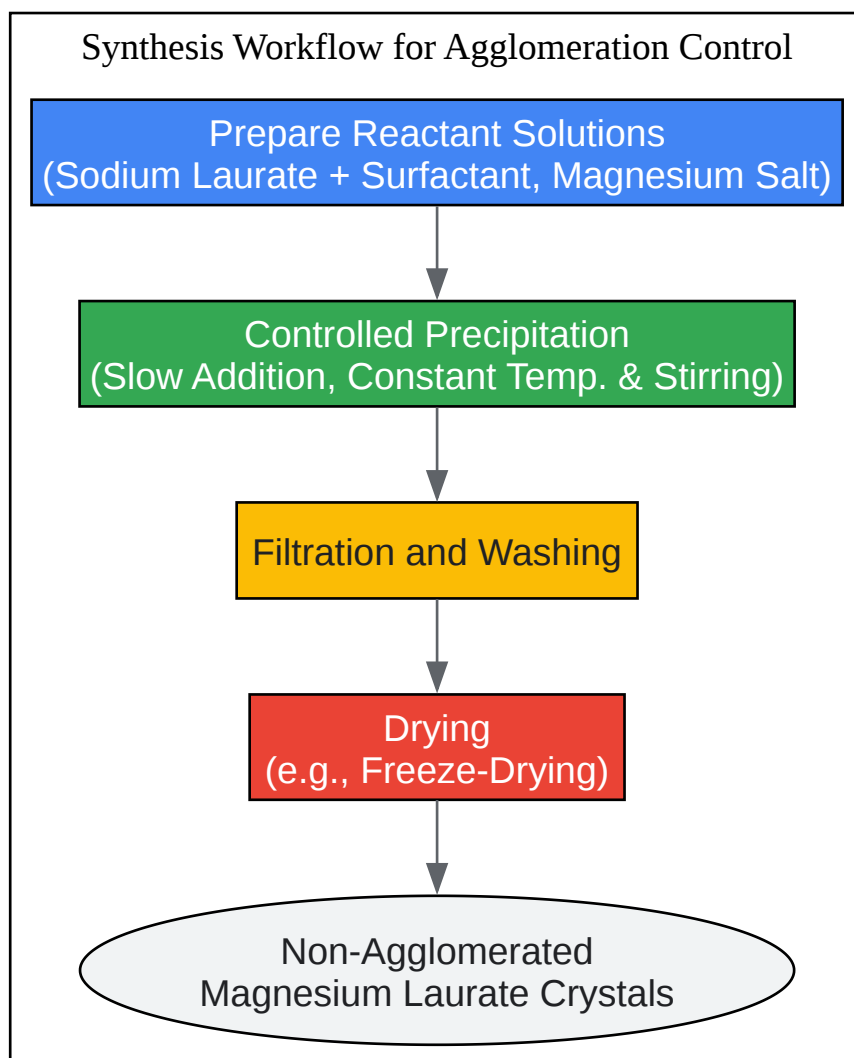 Synthesis Workflow for Agglomeration Control
Prepare Reactant Solutions
(Sodium Laurate + Surfactant, Magnesium Salt)
Controlled Precipitation
(Slow Addition, Constant Temp. & Stirring)
Filtration and Washing
Drying
(e.g., Freeze-Drying)
Non-Agglomerated
Magnesium Laurate Crystals